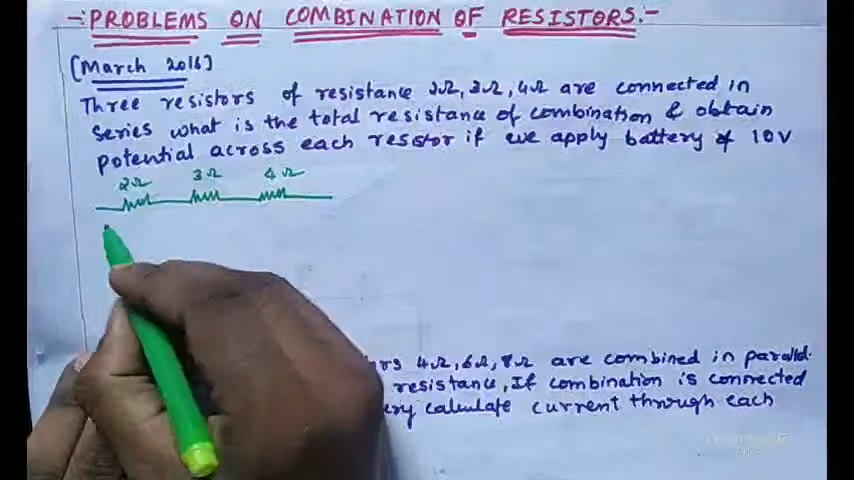 -:PROBLEMS ON COMBINATION OF RESISTORS:-
[March 2016]
Three resistors of resistance 2Ω, 3Ω, 4Ω are connected in
series what is the total resistance of combination & obtain
potential across each resstor if we apply battery of 10V
2Ω 3Ω 4Ω
4Ω, 6Ω, 8Ω are combined in parallel.
resistance, If combination is connected
calculate current through each